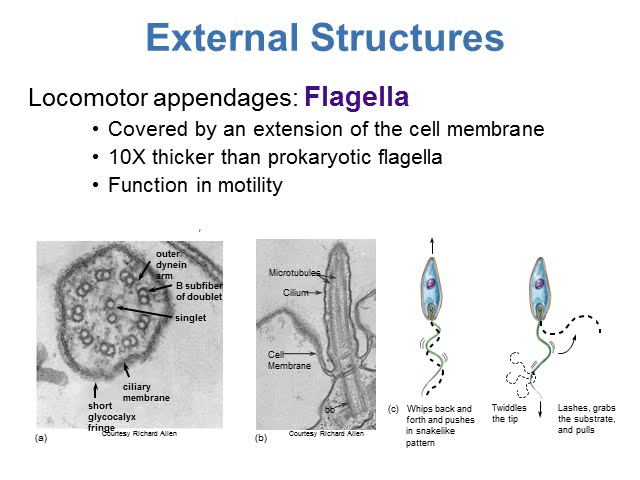 External Structures
Locomotor appendages: Flagella
• Covered by an extension of the cell membrane
• 10X thicker than prokaryotic flagella
• Function in motility
outer
dynein
arm
B subfiber
of doublet
singlet
ciliary
membrane
short
glycocalyx
fringe
Courtesy Richard Allen
(a)
Microtubules
Cilium
Cell
Membrane
bb
Courtesy Richard Allen
(b)
(c) Whips back and
forth and pushes
in snakelike
pattern
Twiddles
the tip
Lashes, grabs
the substrate,
and pulls